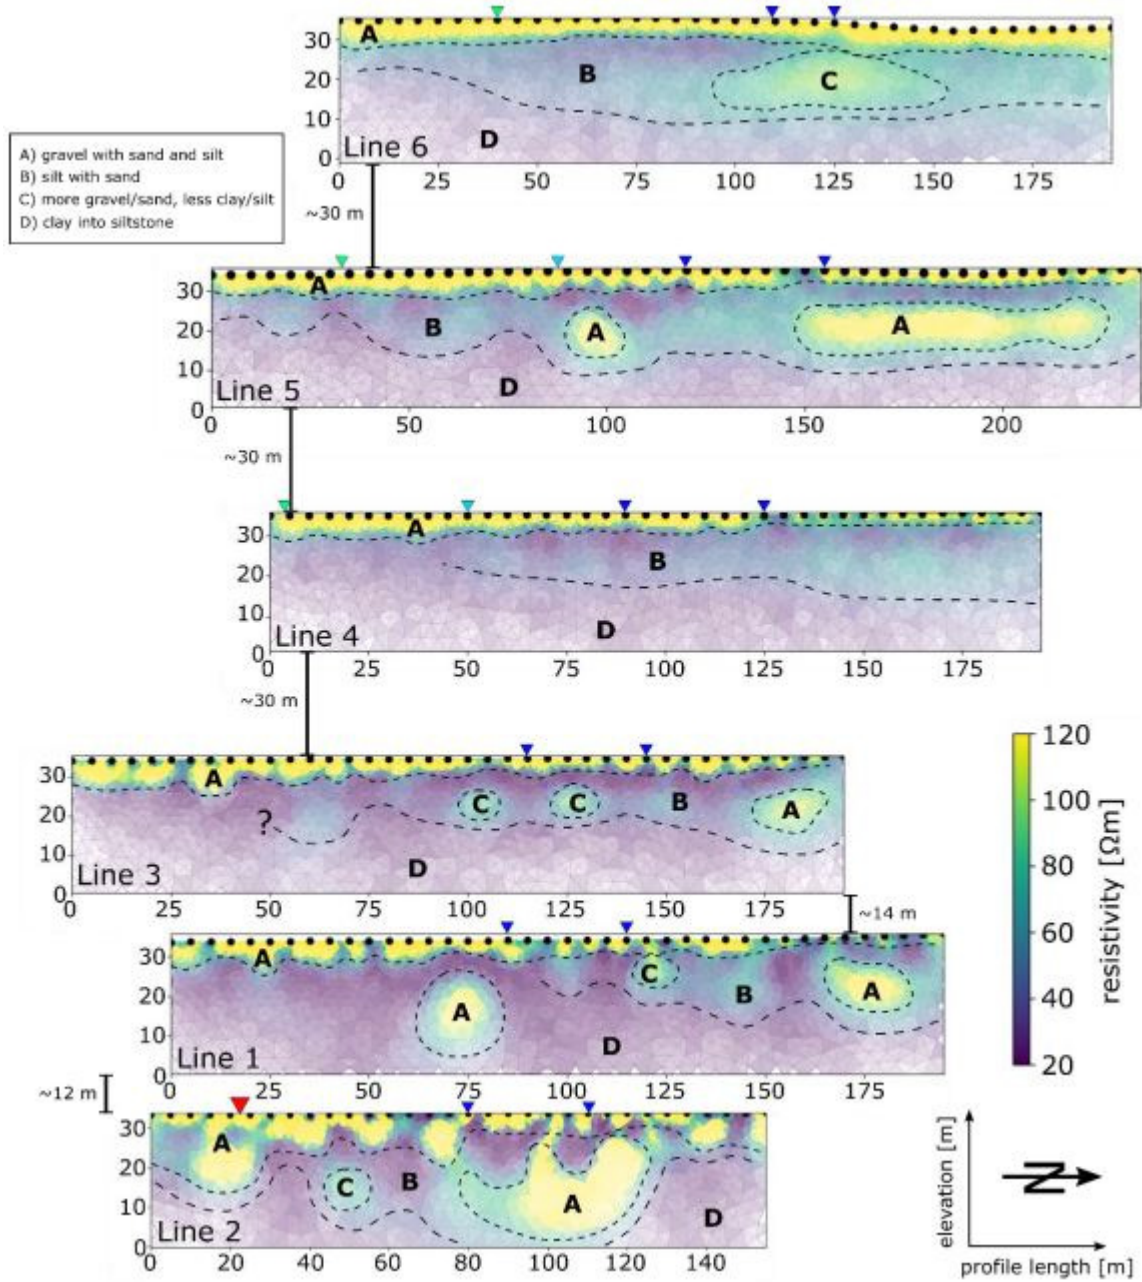 A
30
B
20
C
10
D
Line 6
0
0 25 50 75 100 125 150 175
A) gravel with sand and silt
B) silt with sand
C) more gravel/sand, less clay/silt
D) clay into siltstone
~30 m
A
30
B
20
A
A
10
D
Line 5
0
0 50 100 150 200
~30 m
A
30
B
20
10
D
Line 4
0
0 25 50 75 100 125 150 175
~30 m
30
A
20
?
C
C
B
A
10
D
Line 3
0
0 25 50 75 100 125 150 175
~14 m
120
100
80
60
40
20
resistivity [Ωm]
A
30
C
20
A
B
A
10
D
Line 1
0
0 25 50 75 100 125 150 175
~12 m
30
A
20
C
B
A
10
D
Line 2
0
0 20 40 60 80 100 120 140
elevation [m]
N
profile length [m]